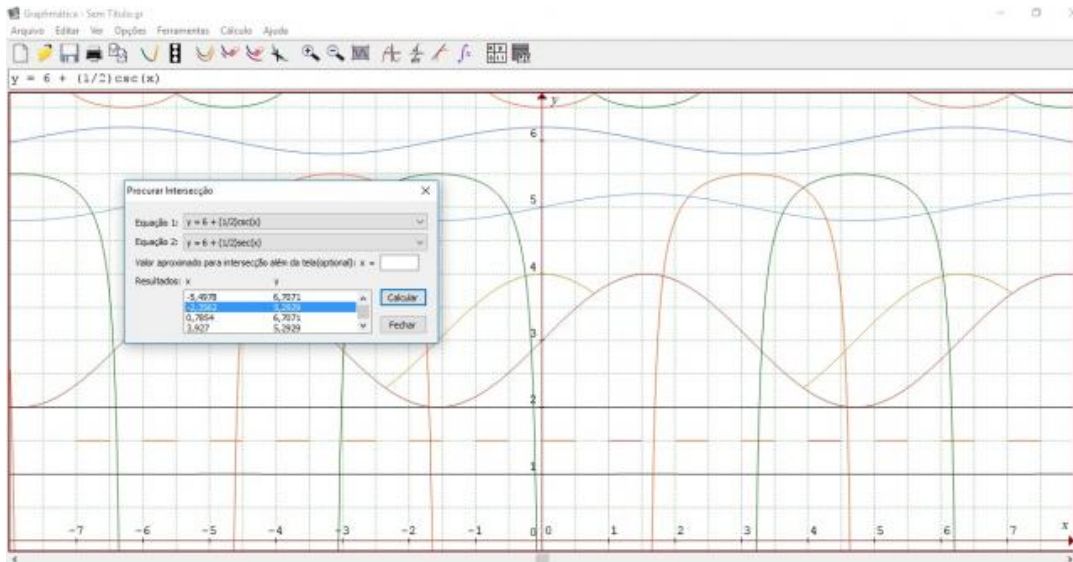 Graphmática - Sem Título.gr
Arquivo Editar Ver Opções Ferramentas Cálculo Ajuda
y = 6 + (1/2)csc(x)
y
6
5
4
3
2
1
Procurar Intersecção
Equação 1: y = 6 + (1/2)csc(x)
Equação 2: y = 6 + (1/2)sec(x)
Valor aproximado para intersecção além da tela(optional): x =
Resultados: x y
-5,4978 6,7071
-2,3562 5,2929
0,7854 6,7071
3,927 5,2929
Calcular
Fechar
-7 -6 -5 -4 -3 -2 -1 0 0 1 2 3 4 5 6 7 x